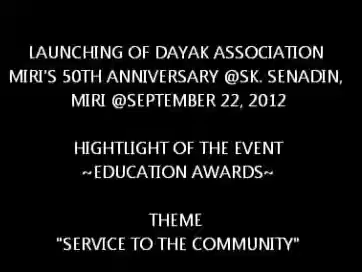 LAUNCHING OF DAYAK ASSOCIATION
MIRI'S 50TH ANNIVERSARY @SK. SENADIN,
MIRI @SEPTEMBER 22, 2012
HIGHTLIGHT OF THE EVENT
~EDUCATION AWARDS~
THEME
"SERVICE TO THE COMMUNITY"